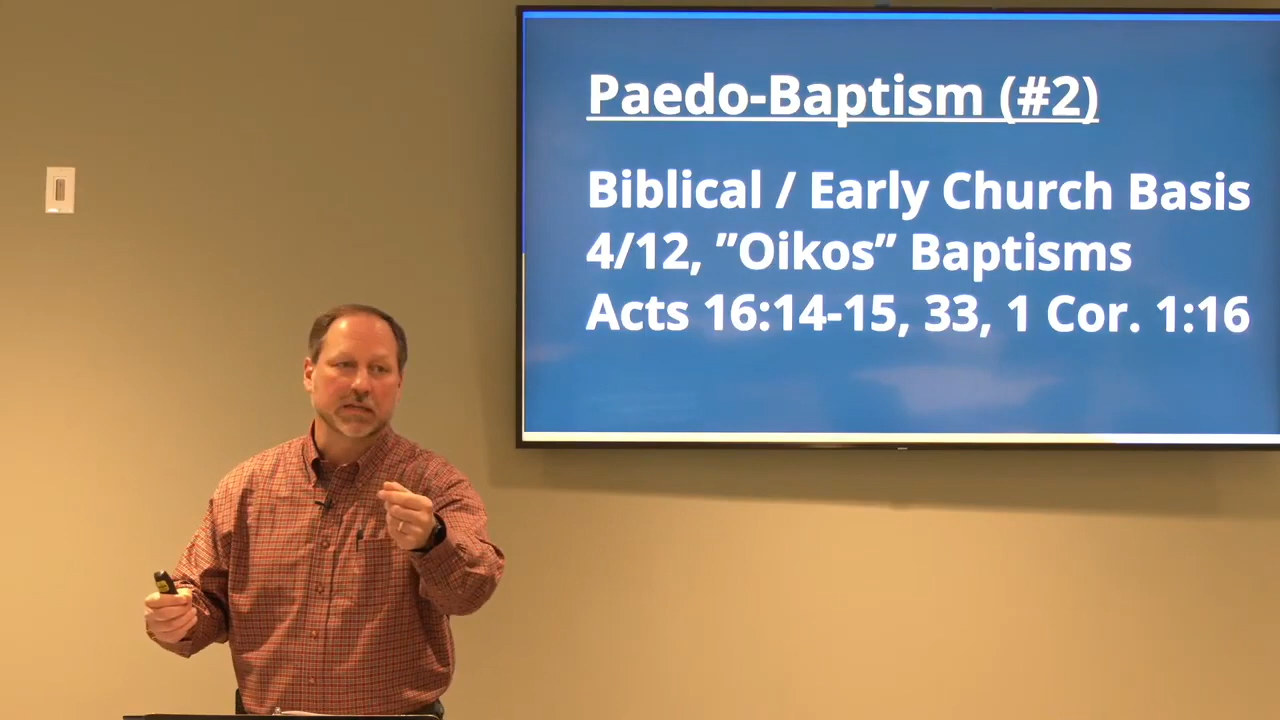 Paedo-Baptism (#2)
Biblical / Early Church Basis
4/12, ”Oikos” Baptisms
Acts 16:14-15, 33, 1 Cor. 1:16